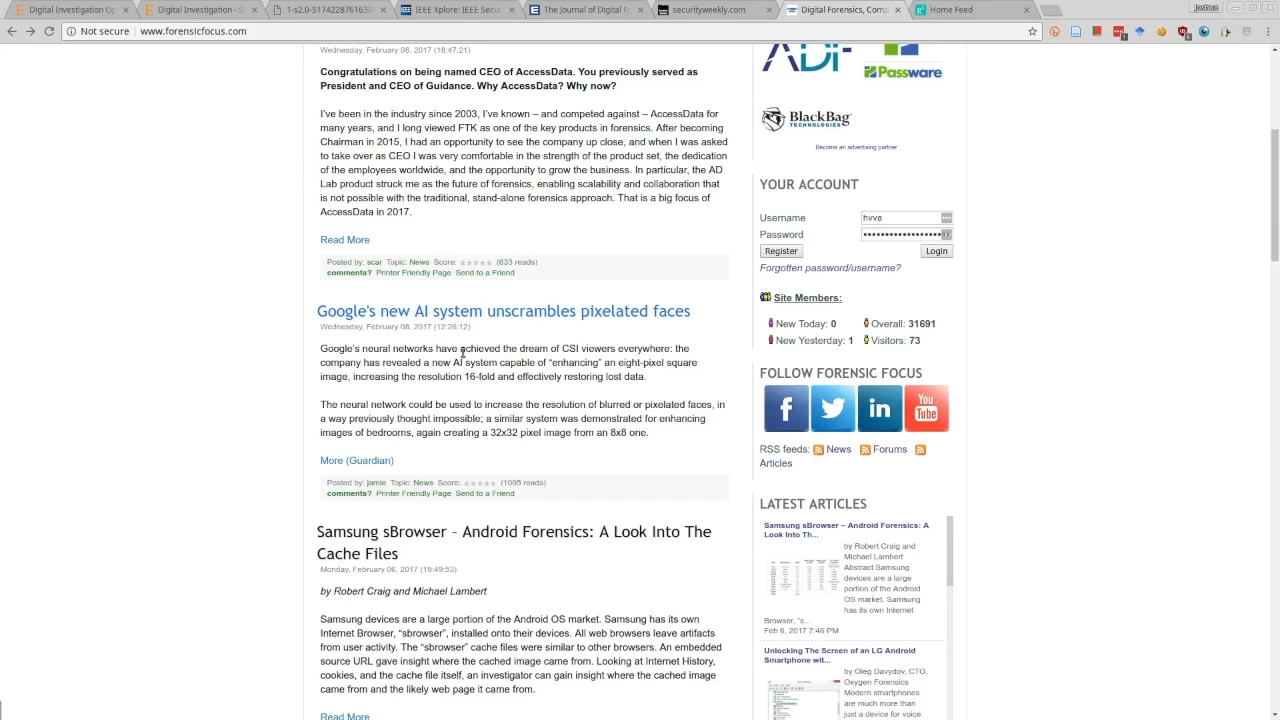 Digital Investigation
Digital Investigation - S
1-s2.0-S1742287616301
IEEE Xplore: IEEE Securit
The Journal of Digital Fo
securityweekly.com
Digital Forensics, Comp
Home Feed
Not secure www.forensicfocus.com
Wednesday, February 08, 2017 (18:47:21)
Congratulations on being named CEO of AccessData. You previously served as
President and CEO of Guidance. Why AccessData? Why now?
I've been in the industry since 2003, I've known – and competed against – AccessData for
many years, and I long viewed FTK as one of the key products in forensics. After becoming
Chairman in 2015, I had an opportunity to see the company up close, and when I was asked
to take over as CEO I was very comfortable in the strength of the product set, the dedication
of the employees worldwide, and the opportunity to grow the business. In particular, the AD
Lab product struck me as the future of forensics, enabling scalability and collaboration that
is not possible with the traditional, stand-alone forensics approach. That is a big focus of
AccessData in 2017.
Read More
Posted by: scar Topic: News Score: (633 reads)
comments? Printer Friendly Page Send to a Friend
Google's new AI system unscrambles pixelated faces
Wednesday, February 08, 2017 (12:26:12)
Google's neural networks have achieved the dream of CSI viewers everywhere: the
company has revealed a new AI system capable of "enhancing" an eight-pixel square
image, increasing the resolution 16-fold and effectively restoring lost data.
The neural network could be used to increase the resolution of blurred or pixelated faces, in
a way previously thought impossible; a similar system was demonstrated for enhancing
images of bedrooms, again creating a 32x32 pixel image from an 8x8 one.
More (Guardian)
Posted by: jamie Topic: News Score: (1095 reads)
comments? Printer Friendly Page Send to a Friend
Samsung sBrowser - Android Forensics: A Look Into The
Cache Files
Monday, February 06, 2017 (19:49:53)
by Robert Craig and Michael Lambert
Samsung devices are a large portion of the Android OS market. Samsung has its own
Internet Browser, "sbrowser", installed onto their devices. All web browsers leave artifacts
from user activity. The "sbrowser" cache files were similar to other browsers. An embedded
source URL gave insight where the cached image came from. Looking at Internet History,
cookies, and the cache file itself, an investigator can gain insight where the cached image
came from and the likely web page it came from.
Read More
ADF
Passware
BlackBag
TECHNOLOGIES
Become an advertising partner
YOUR ACCOUNT
Username hvva
Password
Register Login
Forgotten password/username?
Site Members:
New Today: 0 Overall: 31691
New Yesterday: 1 Visitors: 73
FOLLOW FORENSIC FOCUS
f
in
You
Tube
RSS feeds: News Forums
Articles
LATEST ARTICLES
Samsung sBrowser – Android Forensics: A
Look Into Th...
by Robert Craig and
Michael Lambert
Abstract Samsung
devices are a large
portion of the Android
OS market. Samsung
has its own Internet
Browser, "s...
Feb 6, 2017 7:46 PM
Unlocking The Screen of an LG Android
Smartphone wit...
by Oleg Davydov, CTO,
Oxygen Forensics
Modern smartphones
are much more than
just a device for voice